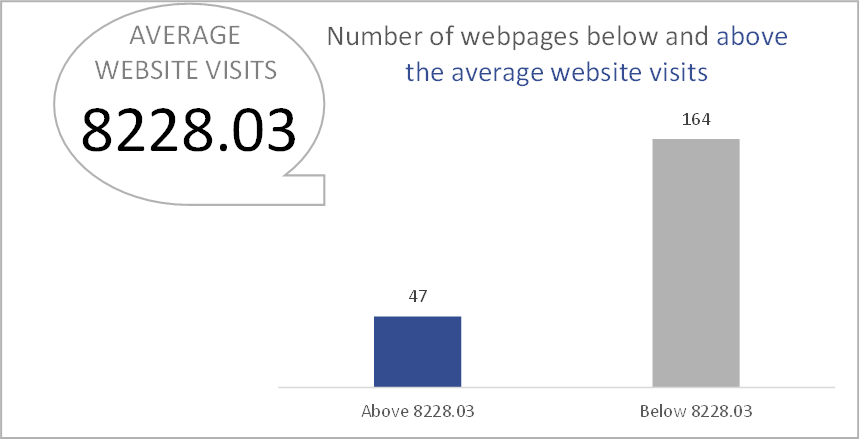 AVERAGE
WEBSITE VISITS
8228.03
Number of webpages below and above
the average website visits
47
164
Above 8228.03
Below 8228.03